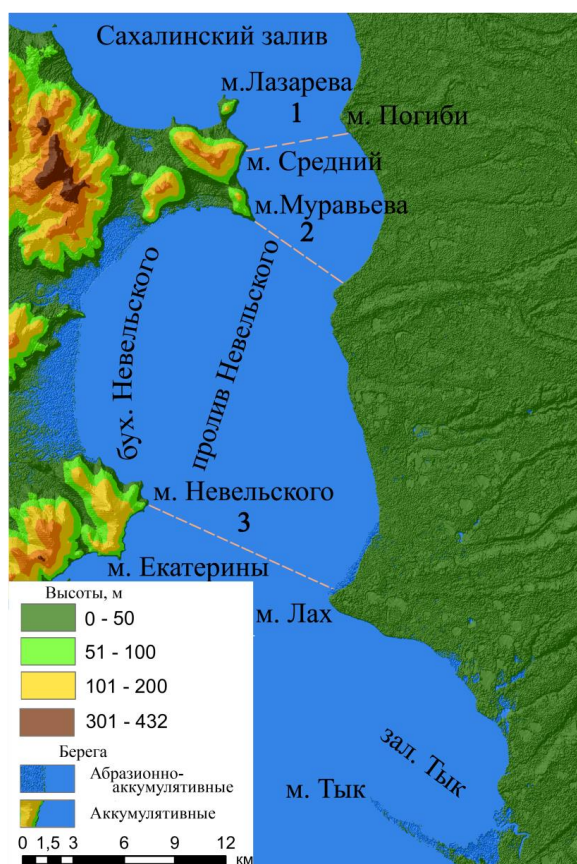 Сахалинский залив
м.Лазарева
1
м. Погиби
м. Средний
м.Муравьева
2
бух. Невельского
пролив Невельского
м. Невельского
3
м. Екатерины
м. Лах
зал. Тык
м. Тык
Высоты, м
0 - 50
51 - 100
101 - 200
301 - 432
Берега
Абразионно-
аккумулятивные
Аккумулятивные
0 1,5 3 6 9 12
км